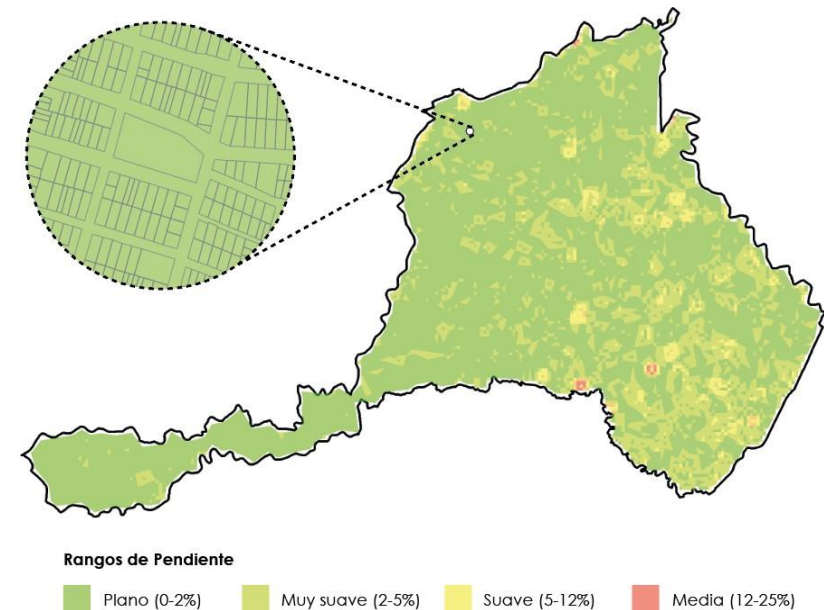 Rangos de Pendiente
Plano (0-2%) Muy suave (2-5%) Suave (5-12%) Media (12-25%)